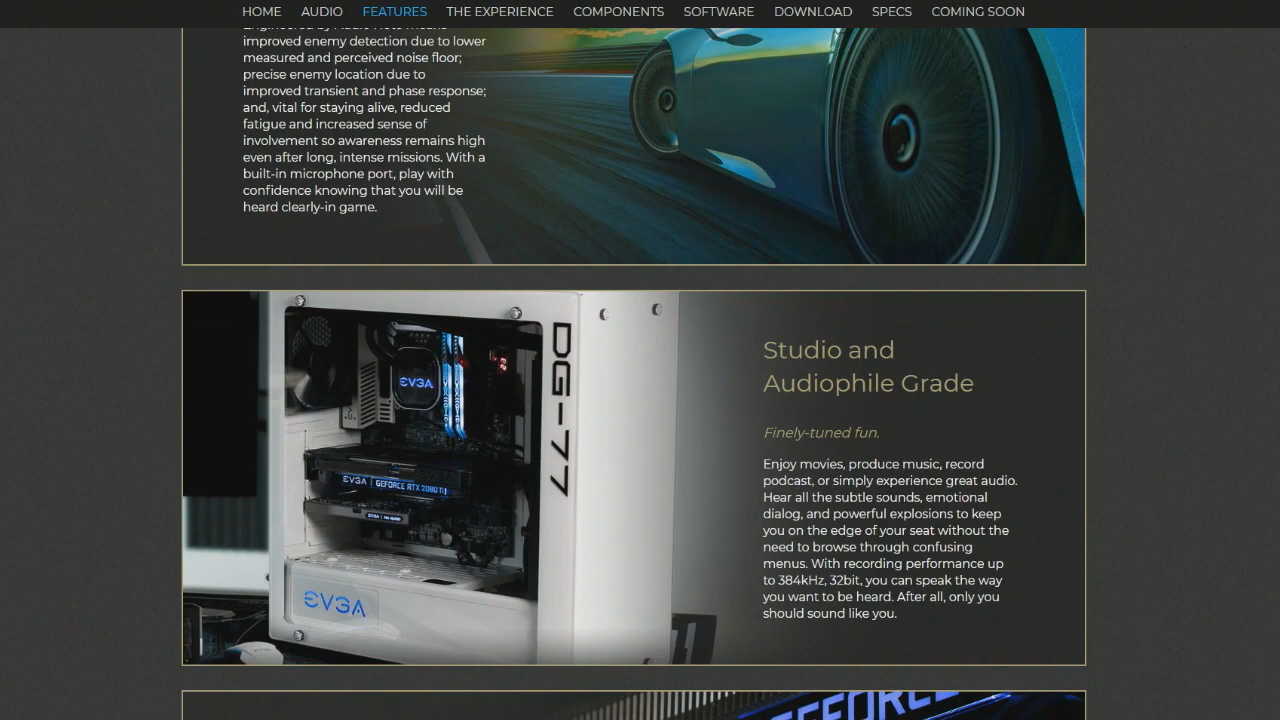 HOME AUDIO FEATURES THE EXPERIENCE COMPONENTS SOFTWARE DOWNLOAD SPECS COMING SOON
improved enemy detection due to lower
measured and perceived noise floor;
precise enemy location due to
improved transient and phase response;
and, vital for staying alive, reduced
fatigue and increased sense of
involvement so awareness remains high
even after long, intense missions. With a
built-in microphone port, play with
confidence knowing that you will be
heard clearly-in game.
DG-77
EVGA
EVGA | GEFORCE RTX 2080 Ti
EVGA
EVGA
Studio and
Audiophile Grade
Finely-tuned fun.
Enjoy movies, produce music, record
podcast, or simply experience great audio.
Hear all the subtle sounds, emotional
dialog, and powerful explosions to keep
you on the edge of your seat without the
need to browse through confusing
menus. With recording performance up
to 384kHz, 32bit, you can speak the way
you want to be heard. After all, only you
should sound like you.
GEFORCE